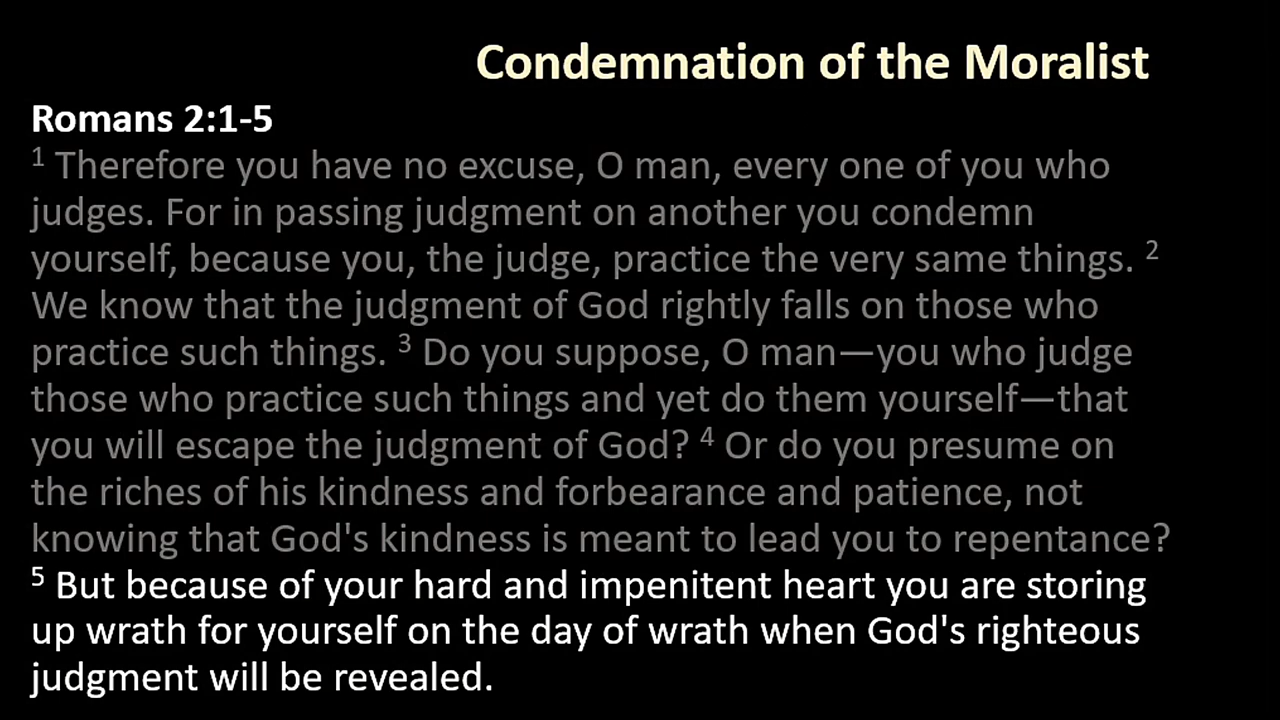 Condemnation of the Moralist
Romans 2:1-5
1 Therefore you have no excuse, O man, every one of you who
judges. For in passing judgment on another you condemn
yourself, because you, the judge, practice the very same things. 2
We know that the judgment of God rightly falls on those who
practice such things. 3 Do you suppose, O man—you who judge
those who practice such things and yet do them yourself—that
you will escape the judgment of God? 4 Or do you presume on
the riches of his kindness and forbearance and patience, not
knowing that God's kindness is meant to lead you to repentance?
5 But because of your hard and impenitent heart you are storing
up wrath for yourself on the day of wrath when God's righteous
judgment will be revealed.